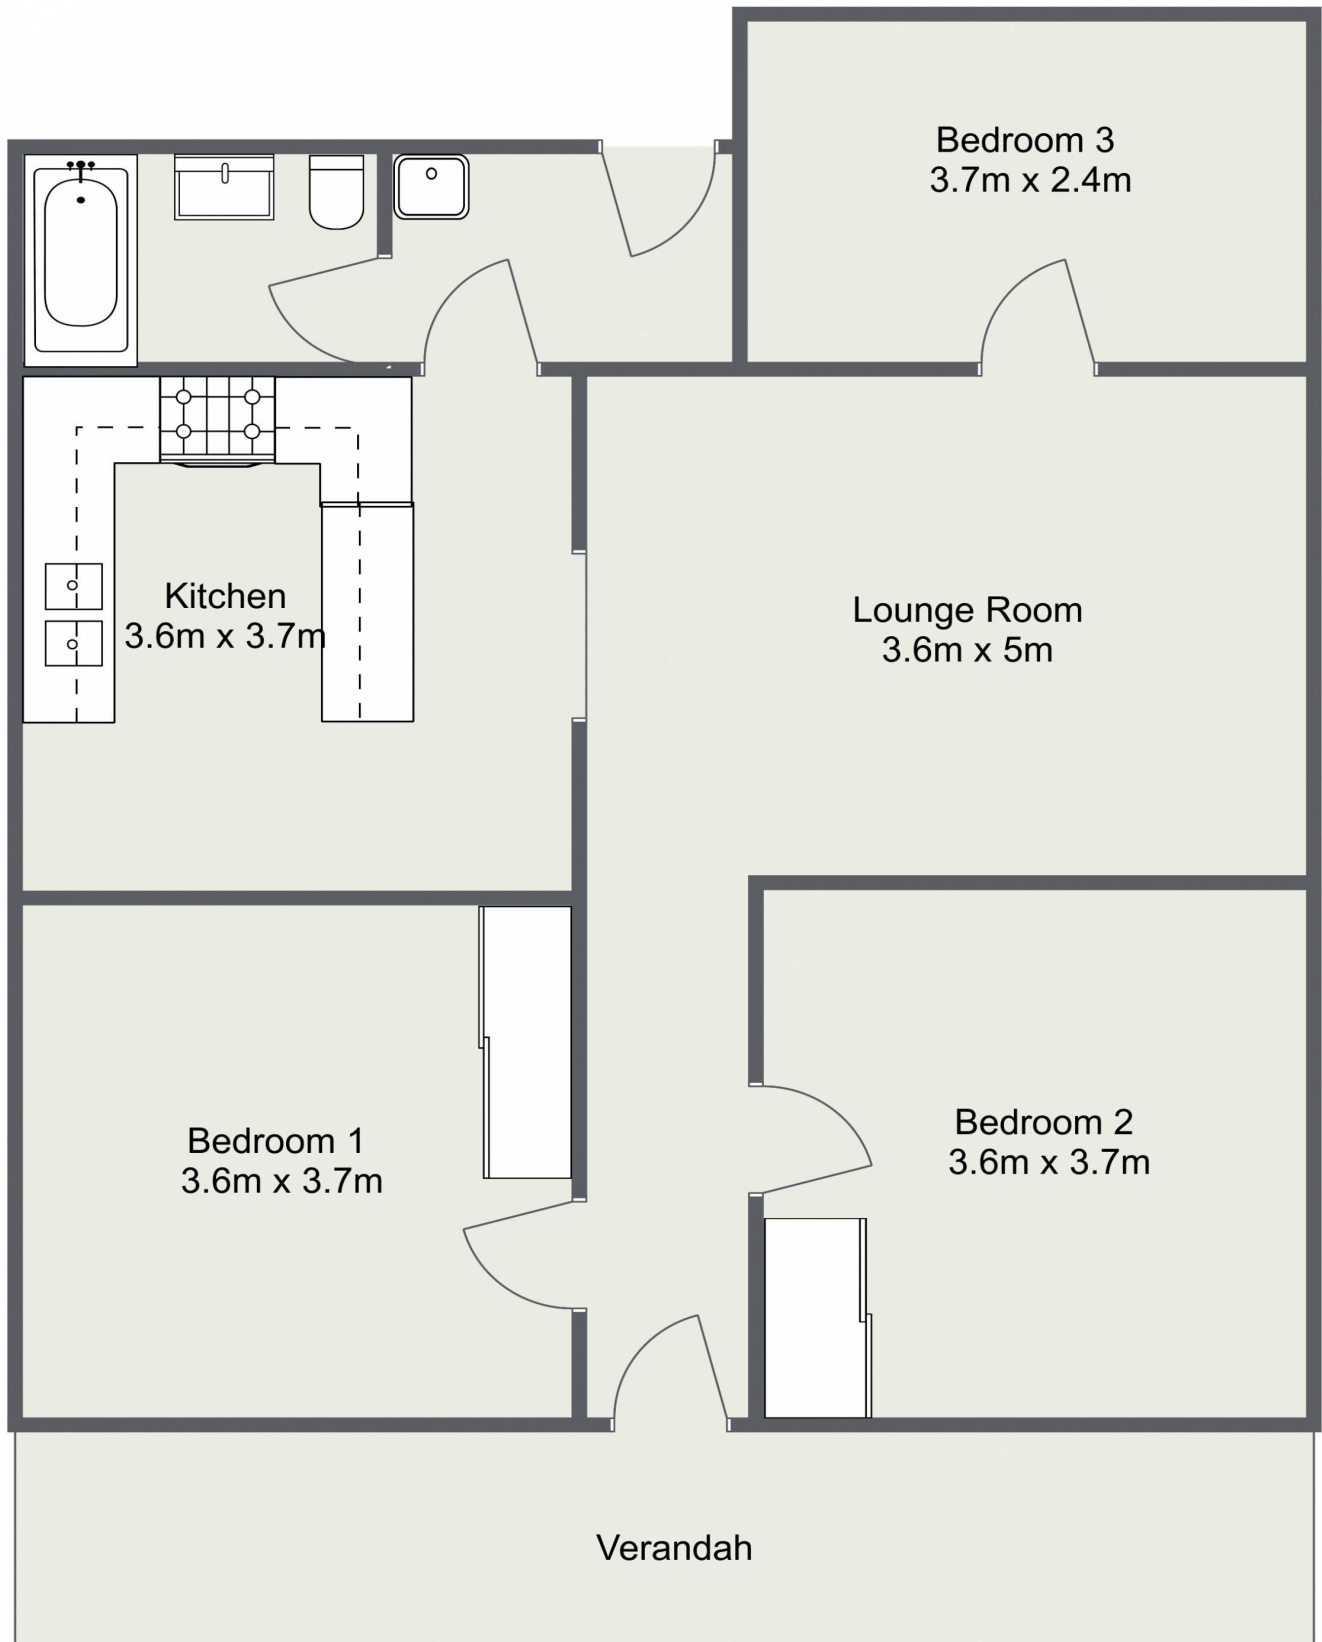 Bedroom 3
3.7m x 2.4m
Kitchen
3.6m x 3.7m
Lounge Room
3.6m x 5m
Bedroom 1
3.6m x 3.7m
Bedroom 2
3.6m x 3.7m
Verandah